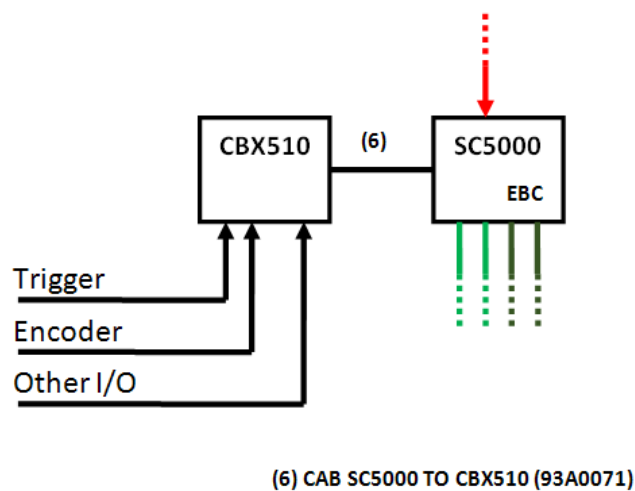 CBX510
(6)
SC5000
EBC
Trigger
Encoder
Other I/O
(6) CAB SC5000 TO CBX510 (93A0071)